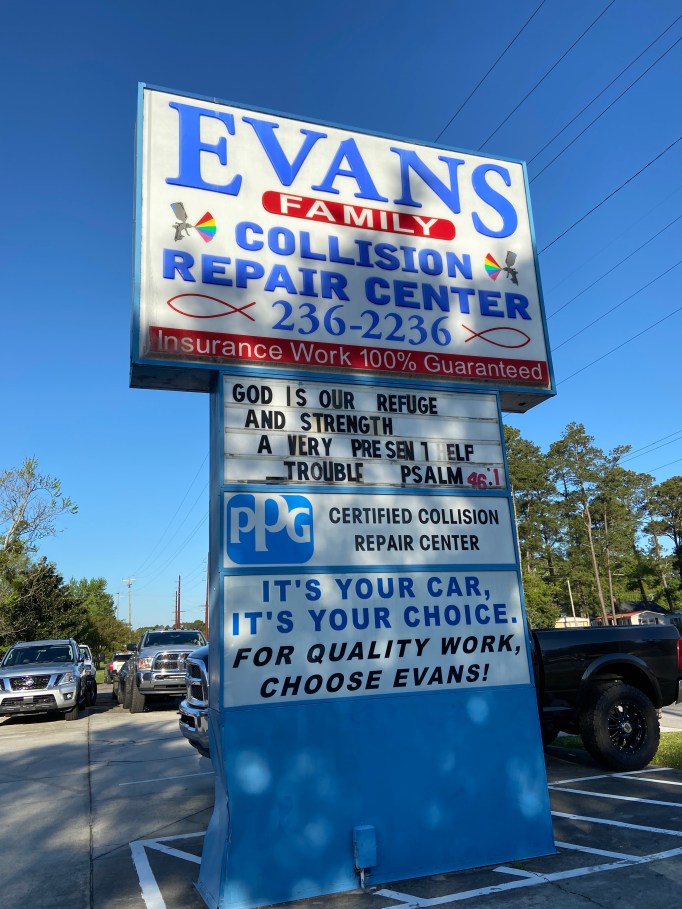 EVANS
FAMILY
COLLISION
REPAIR CENTER
236-2236
Insurance Work 100% Guaranteed
GOD IS OUR REFUGE
AND STRENGTH
A VERY PRESEN T ELP
TROUBLE PSALM 46:1
PPG
CERTIFIED COLLISION
REPAIR CENTER
IT'S YOUR CAR,
IT'S YOUR CHOICE.
FOR QUALITY WORK,
CHOOSE EVANS!